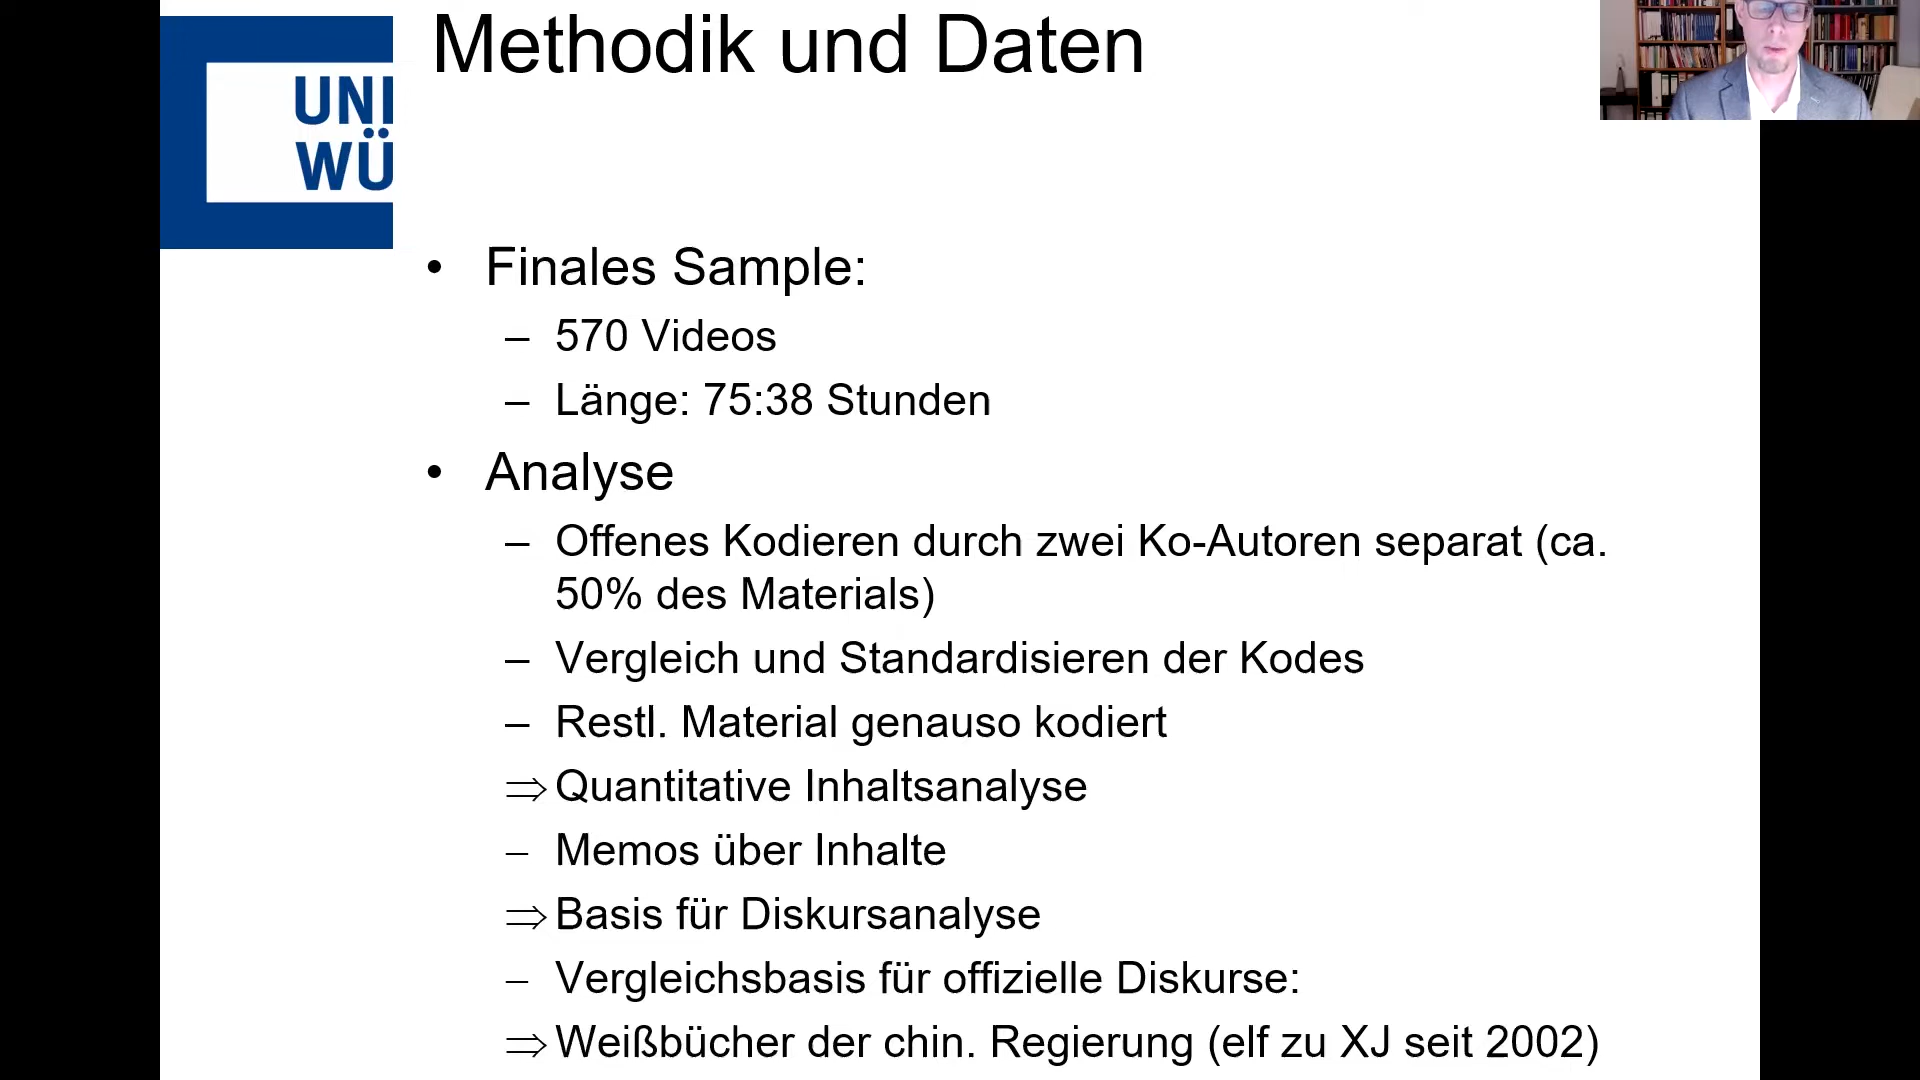 Methodik und Daten
UNI
WÜ
• Finales Sample:
– 570 Videos
– Länge: 75:38 Stunden
• Analyse
– Offenes Kodieren durch zwei Ko-Autoren separat (ca.
50% des Materials)
– Vergleich und Standardisieren der Kodes
– Restl. Material genauso kodiert
⇒ Quantitative Inhaltsanalyse
– Memos über Inhalte
⇒ Basis für Diskursanalyse
– Vergleichsbasis für offizielle Diskurse:
⇒ Weißbücher der chin. Regierung (elf zu XJ seit 2002)